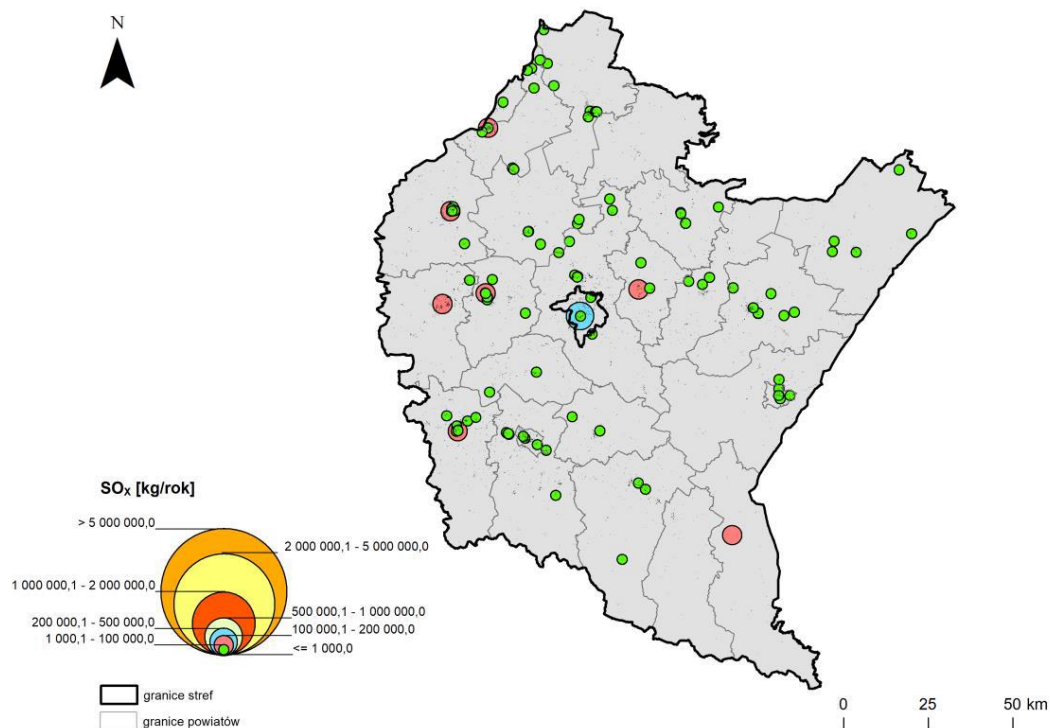 N
SOx [kg/rok]
> 5 000 000,0
2 000 000,1 - 5 000 000,0
1 000 000,1 - 2 000 000,0
500 000,1 - 1 000 000,0
200 000,1 - 500 000,0
100 000,1 - 200 000,0
1 000,1 - 100 000,0
<= 1 000,0
granice stref
granice powiatów
0 25 50 km